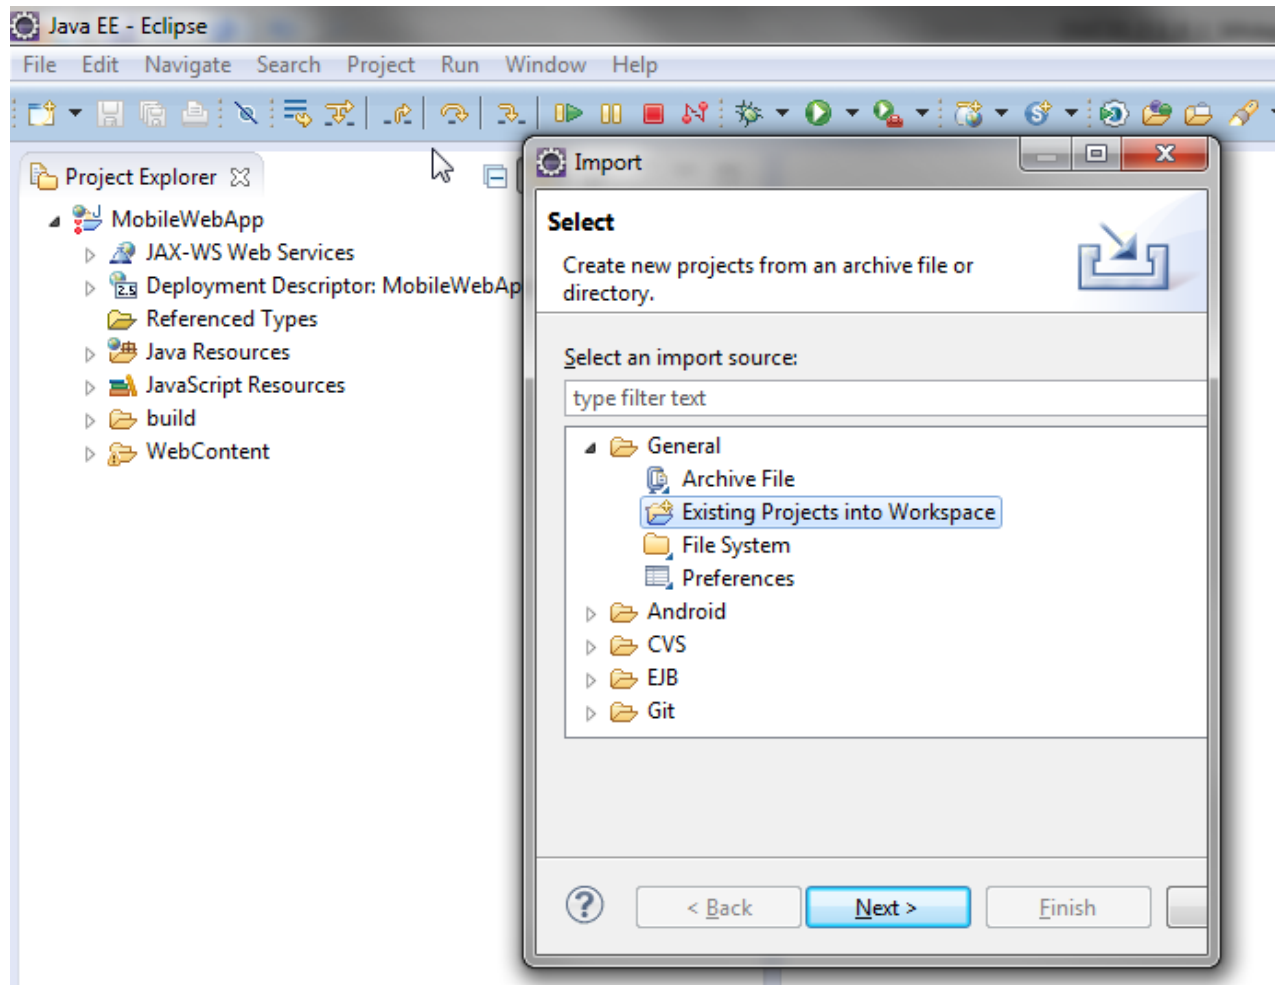 Java EE - Eclipse
File Edit Navigate Search Project Run Window Help
Project Explorer
MobileWebApp
JAX-WS Web Services
2.5 Deployment Descriptor: MobileWebAp
Referenced Types
Java Resources
JavaScript Resources
build
WebContent
Import
Select
Create new projects from an archive file or
directory.
Select an import source:
type filter text
General
Archive File
Existing Projects into Workspace
File System
Preferences
Android
CVS
EJB
Git
< Back Next > Finish